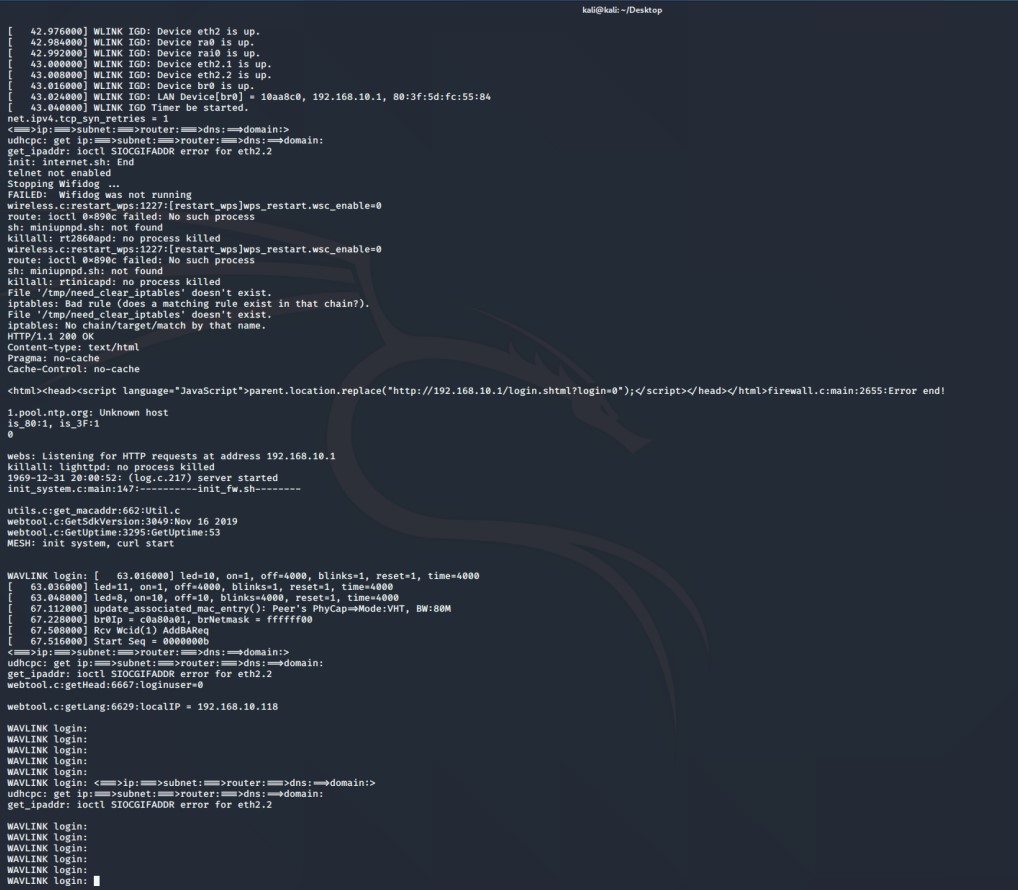 kali@kali: ~/Desktop
[   42.976000] WLINK IGD: Device eth2 is up.
[   42.984000] WLINK IGD: Device ra0 is up.
[   42.992000] WLINK IGD: Device rai0 is up.
[   43.000000] WLINK IGD: Device eth2.1 is up.
[   43.008000] WLINK IGD: Device eth2.2 is up.
[   43.016000] WLINK IGD: Device br0 is up.
[   43.024000] WLINK IGD: LAN Device[br0] = 10aa8c0, 192.168.10.1, 80:3f:5d:fc:55:84
[   43.040000] WLINK IGD Timer be started.
net.ipv4.tcp_syn_retries = 1
<===>ip:===>subnet:===>router:===>dns:==>domain:>
udhcpc: get ip:===>subnet:===>router:===>dns:==>domain:
get_ipaddr: ioctl SIOCGIFADDR error for eth2.2
init: internet.sh: End
telnet not enabled
Stopping Wifidog ...
FAILED:  Wifidog was not running
wireless.c:restart_wps:1227:[restart_wps]wps_restart.wsc_enable=0
route: ioctl 0×890c failed: No such process
sh: miniupnpd.sh: not found
killall: rt2860apd: no process killed
wireless.c:restart_wps:1227:[restart_wps]wps_restart.wsc_enable=0
route: ioctl 0×890c failed: No such process
sh: miniupnpd.sh: not found
killall: rtinicapd: no process killed
File '/tmp/need_clear_iptables' doesn't exist.
iptables: Bad rule (does a matching rule exist in that chain?).
File '/tmp/need_clear_iptables' doesn't exist.
iptables: No chain/target/match by that name.
HTTP/1.1 200 OK
Content-type: text/html
Pragma: no-cache
Cache-Control: no-cache
<html><head><script language="JavaScript">parent.location.replace("http://192.168.10.1/login.shtml?login=0");</script></head></html>firewall.c:main:2655:Error end!
1.pool.ntp.org: Unknown host
is_80:1, is_3F:1
0
webs: Listening for HTTP requests at address 192.168.10.1
killall: lighttpd: no process killed
1969-12-31 20:00:52: (log.c.217) server started
init_system.c:main:147:----------init_fw.sh--------
utils.c:get_macaddr:662:Util.c
webtool.c:GetSdkVersion:3049:Nov 16 2019
webtool.c:GetUptime:3295:GetUptime:53
MESH: init system, curl start
WAVLINK login: [   63.016000] led=10, on=1, off=4000, blinks=1, reset=1, time=4000
[   63.036000] led=11, on=1, off=4000, blinks=1, reset=1, time=4000
[   63.048000] led=8, on=10, off=10, blinks=4000, reset=1, time=4000
[   67.112000] update_associated_mac_entry(): Peer's PhyCap=>Mode:VHT, BW:80M
[   67.228000] br0Ip = c0a80a01, brNetmask = ffffff00
[   67.508000] Rcv Wcid(1) AddBAReq
[   67.516000] Start Seq = 0000000b
<===>ip:===>subnet:===>router:===>dns:==>domain:>
udhcpc: get ip:===>subnet:===>router:===>dns:==>domain:
get_ipaddr: ioctl SIOCGIFADDR error for eth2.2
webtool.c:getHead:6667:loginuser=0
webtool.c:getLang:6629:localIP = 192.168.10.118
WAVLINK login:
WAVLINK login:
WAVLINK login:
WAVLINK login:
WAVLINK login:
WAVLINK login: <===>ip:===>subnet:===>router:===>dns:==>domain:>
udhcpc: get ip:===>subnet:===>router:===>dns:==>domain:
get_ipaddr: ioctl SIOCGIFADDR error for eth2.2
WAVLINK login:
WAVLINK login:
WAVLINK login:
WAVLINK login:
WAVLINK login:
WAVLINK login: